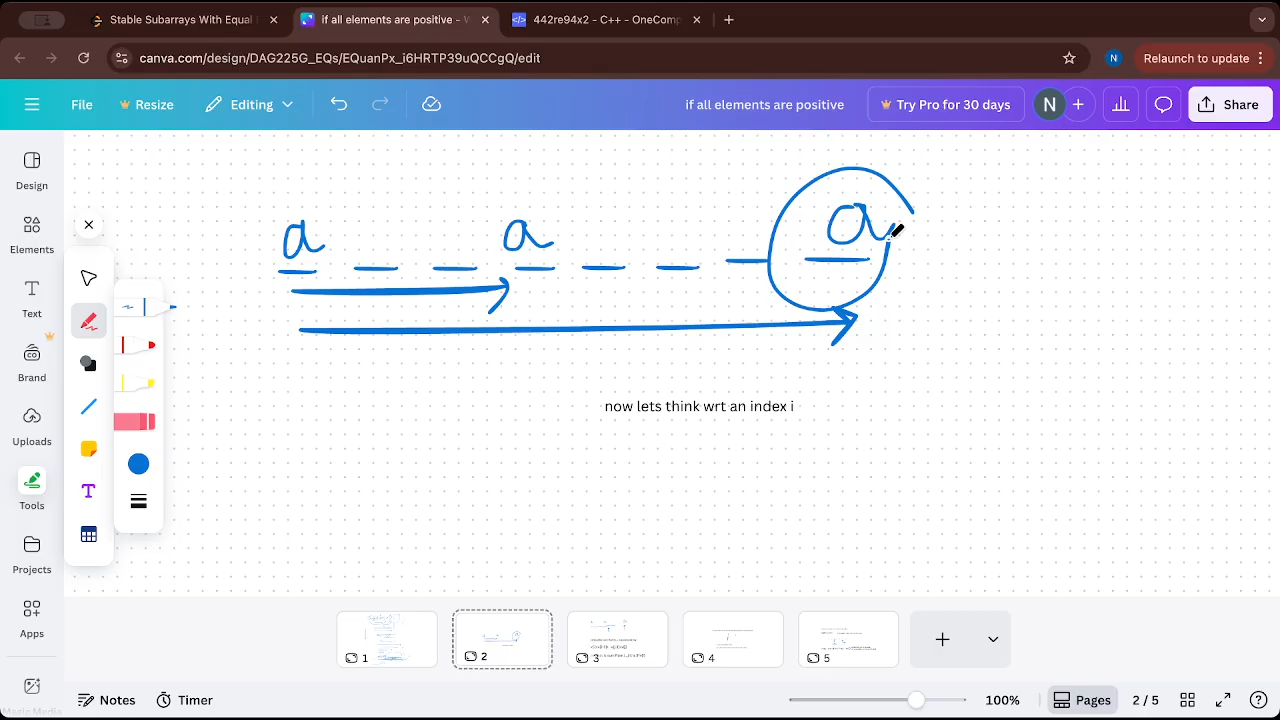 Stable Subarrays With Equal
if all elements are positive -
442re94x2 - C++ - OneComp
canva.com/design/DAG225G_EQs/EQuanPx_i6HRTP39uQCCgQ/edit
N
Relaunch to update
File
Resize
Editing
if all elements are positive
Try Pro for 30 days
N
Share
Design
Elements
Text
Brand
Uploads
Tools
Projects
Apps
Magic Media
a a a
now lets think wrt an index i
1
2
3
4
5
Notes
Timer
100%
Pages
2 / 5